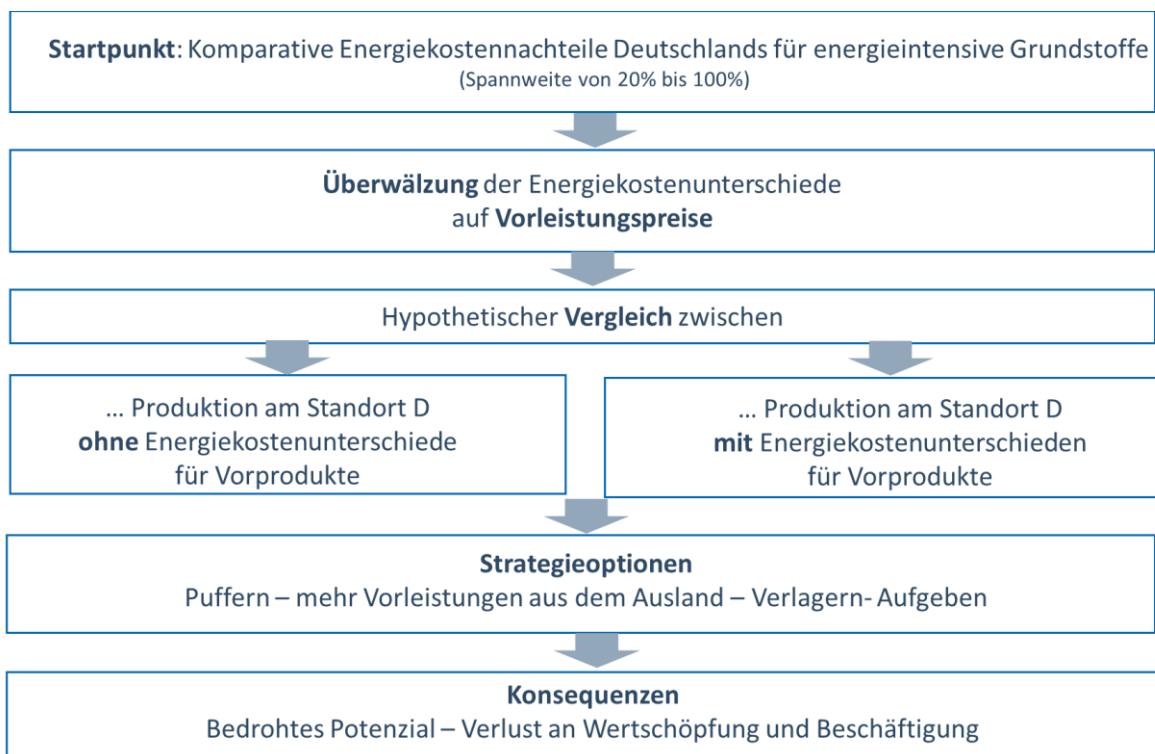 Startpunkt: Komparative Energiekostennachteile Deutschlands für energieintensive Grundstoffe
(Spannweite von 20% bis 100%)
Überwälzung der Energiekostenunterschiede
auf Vorleistungspreise
Hypothetischer Vergleich zwischen
... Produktion am Standort D
ohne Energiekostenunterschiede
für Vorprodukte
... Produktion am Standort D
mit Energiekostenunterschieden
für Vorprodukte
Strategieoptionen
Puffern – mehr Vorleistungen aus dem Ausland – Verlagern- Aufgeben
Konsequenzen
Bedrohtes Potenzial – Verlust an Wertschöpfung und Beschäftigung